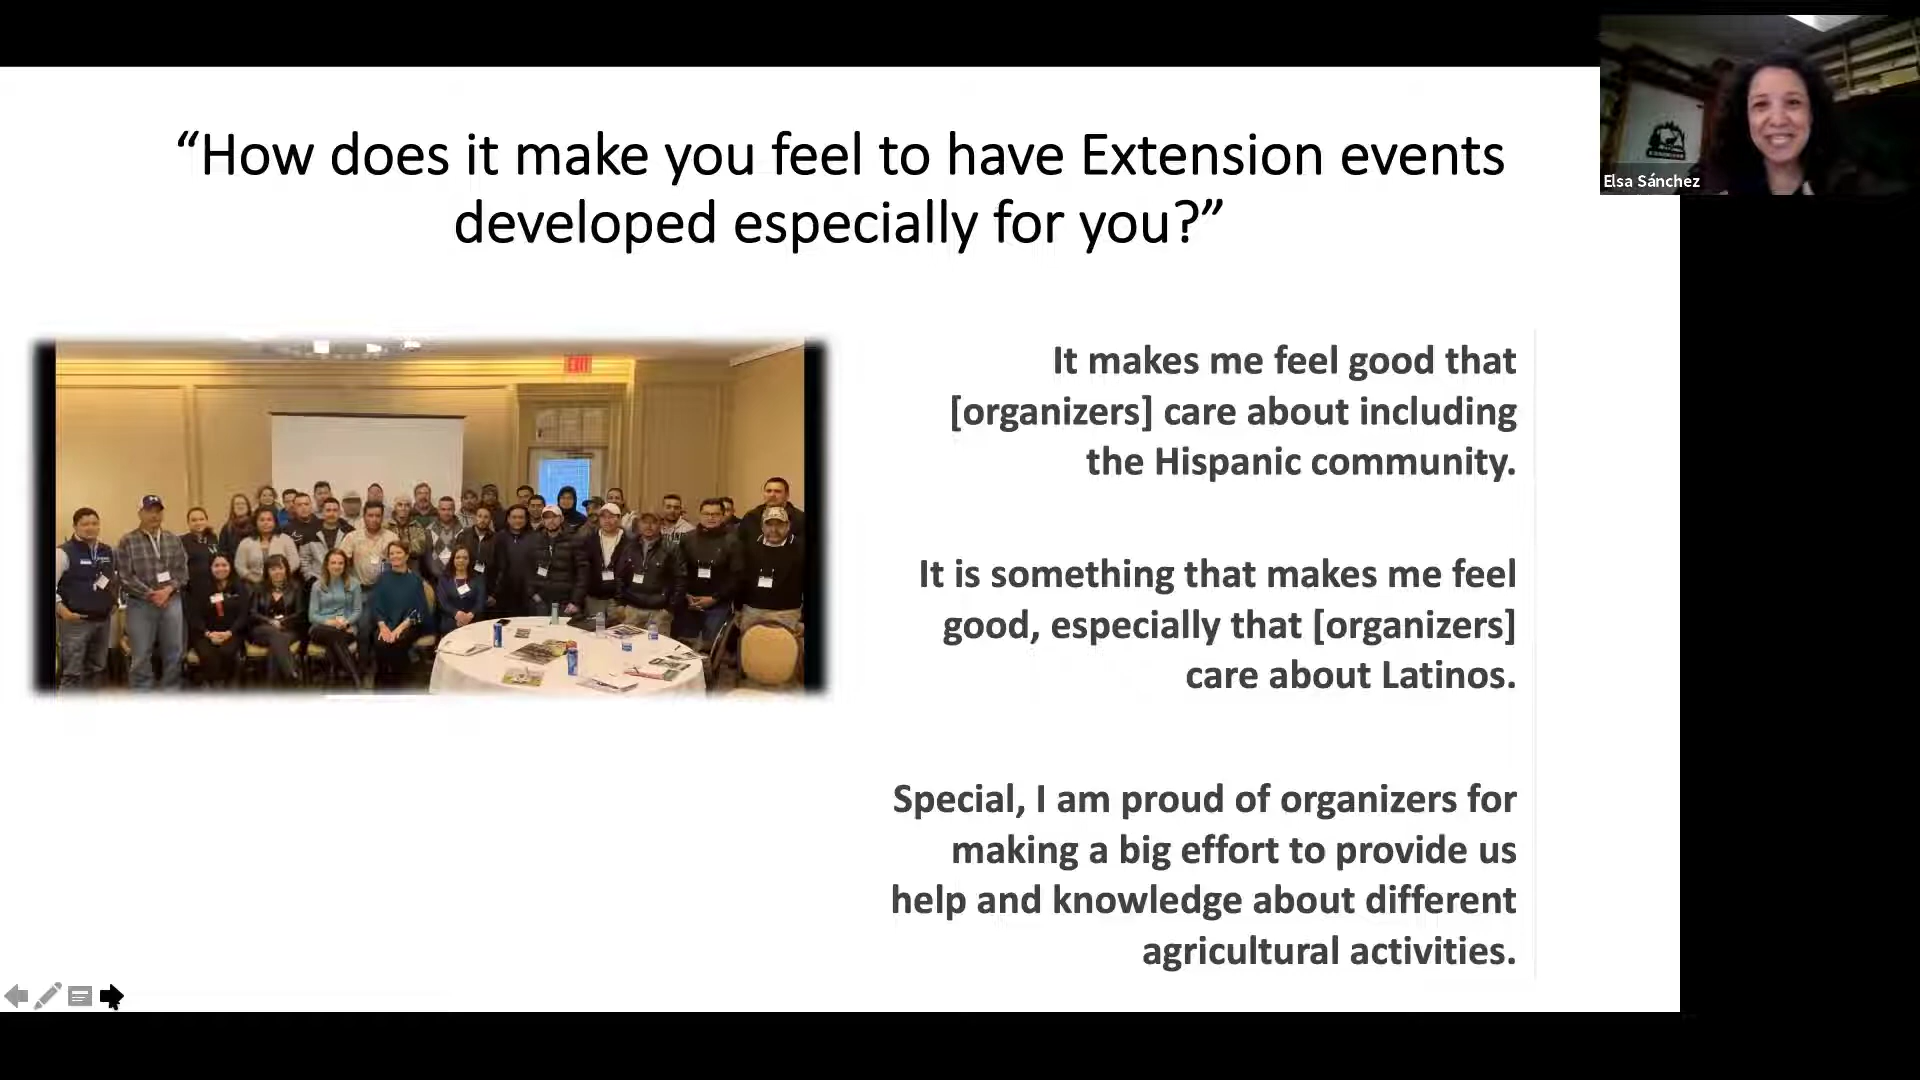 “How does it make you feel to have Extension events
developed especially for you?”
Elsa Sánchez
EXIT
It makes me feel good that
[organizers] care about including
the Hispanic community.
It is something that makes me feel
good, especially that [organizers]
care about Latinos.
Special, I am proud of organizers for
making a big effort to provide us
help and knowledge about different
agricultural activities.